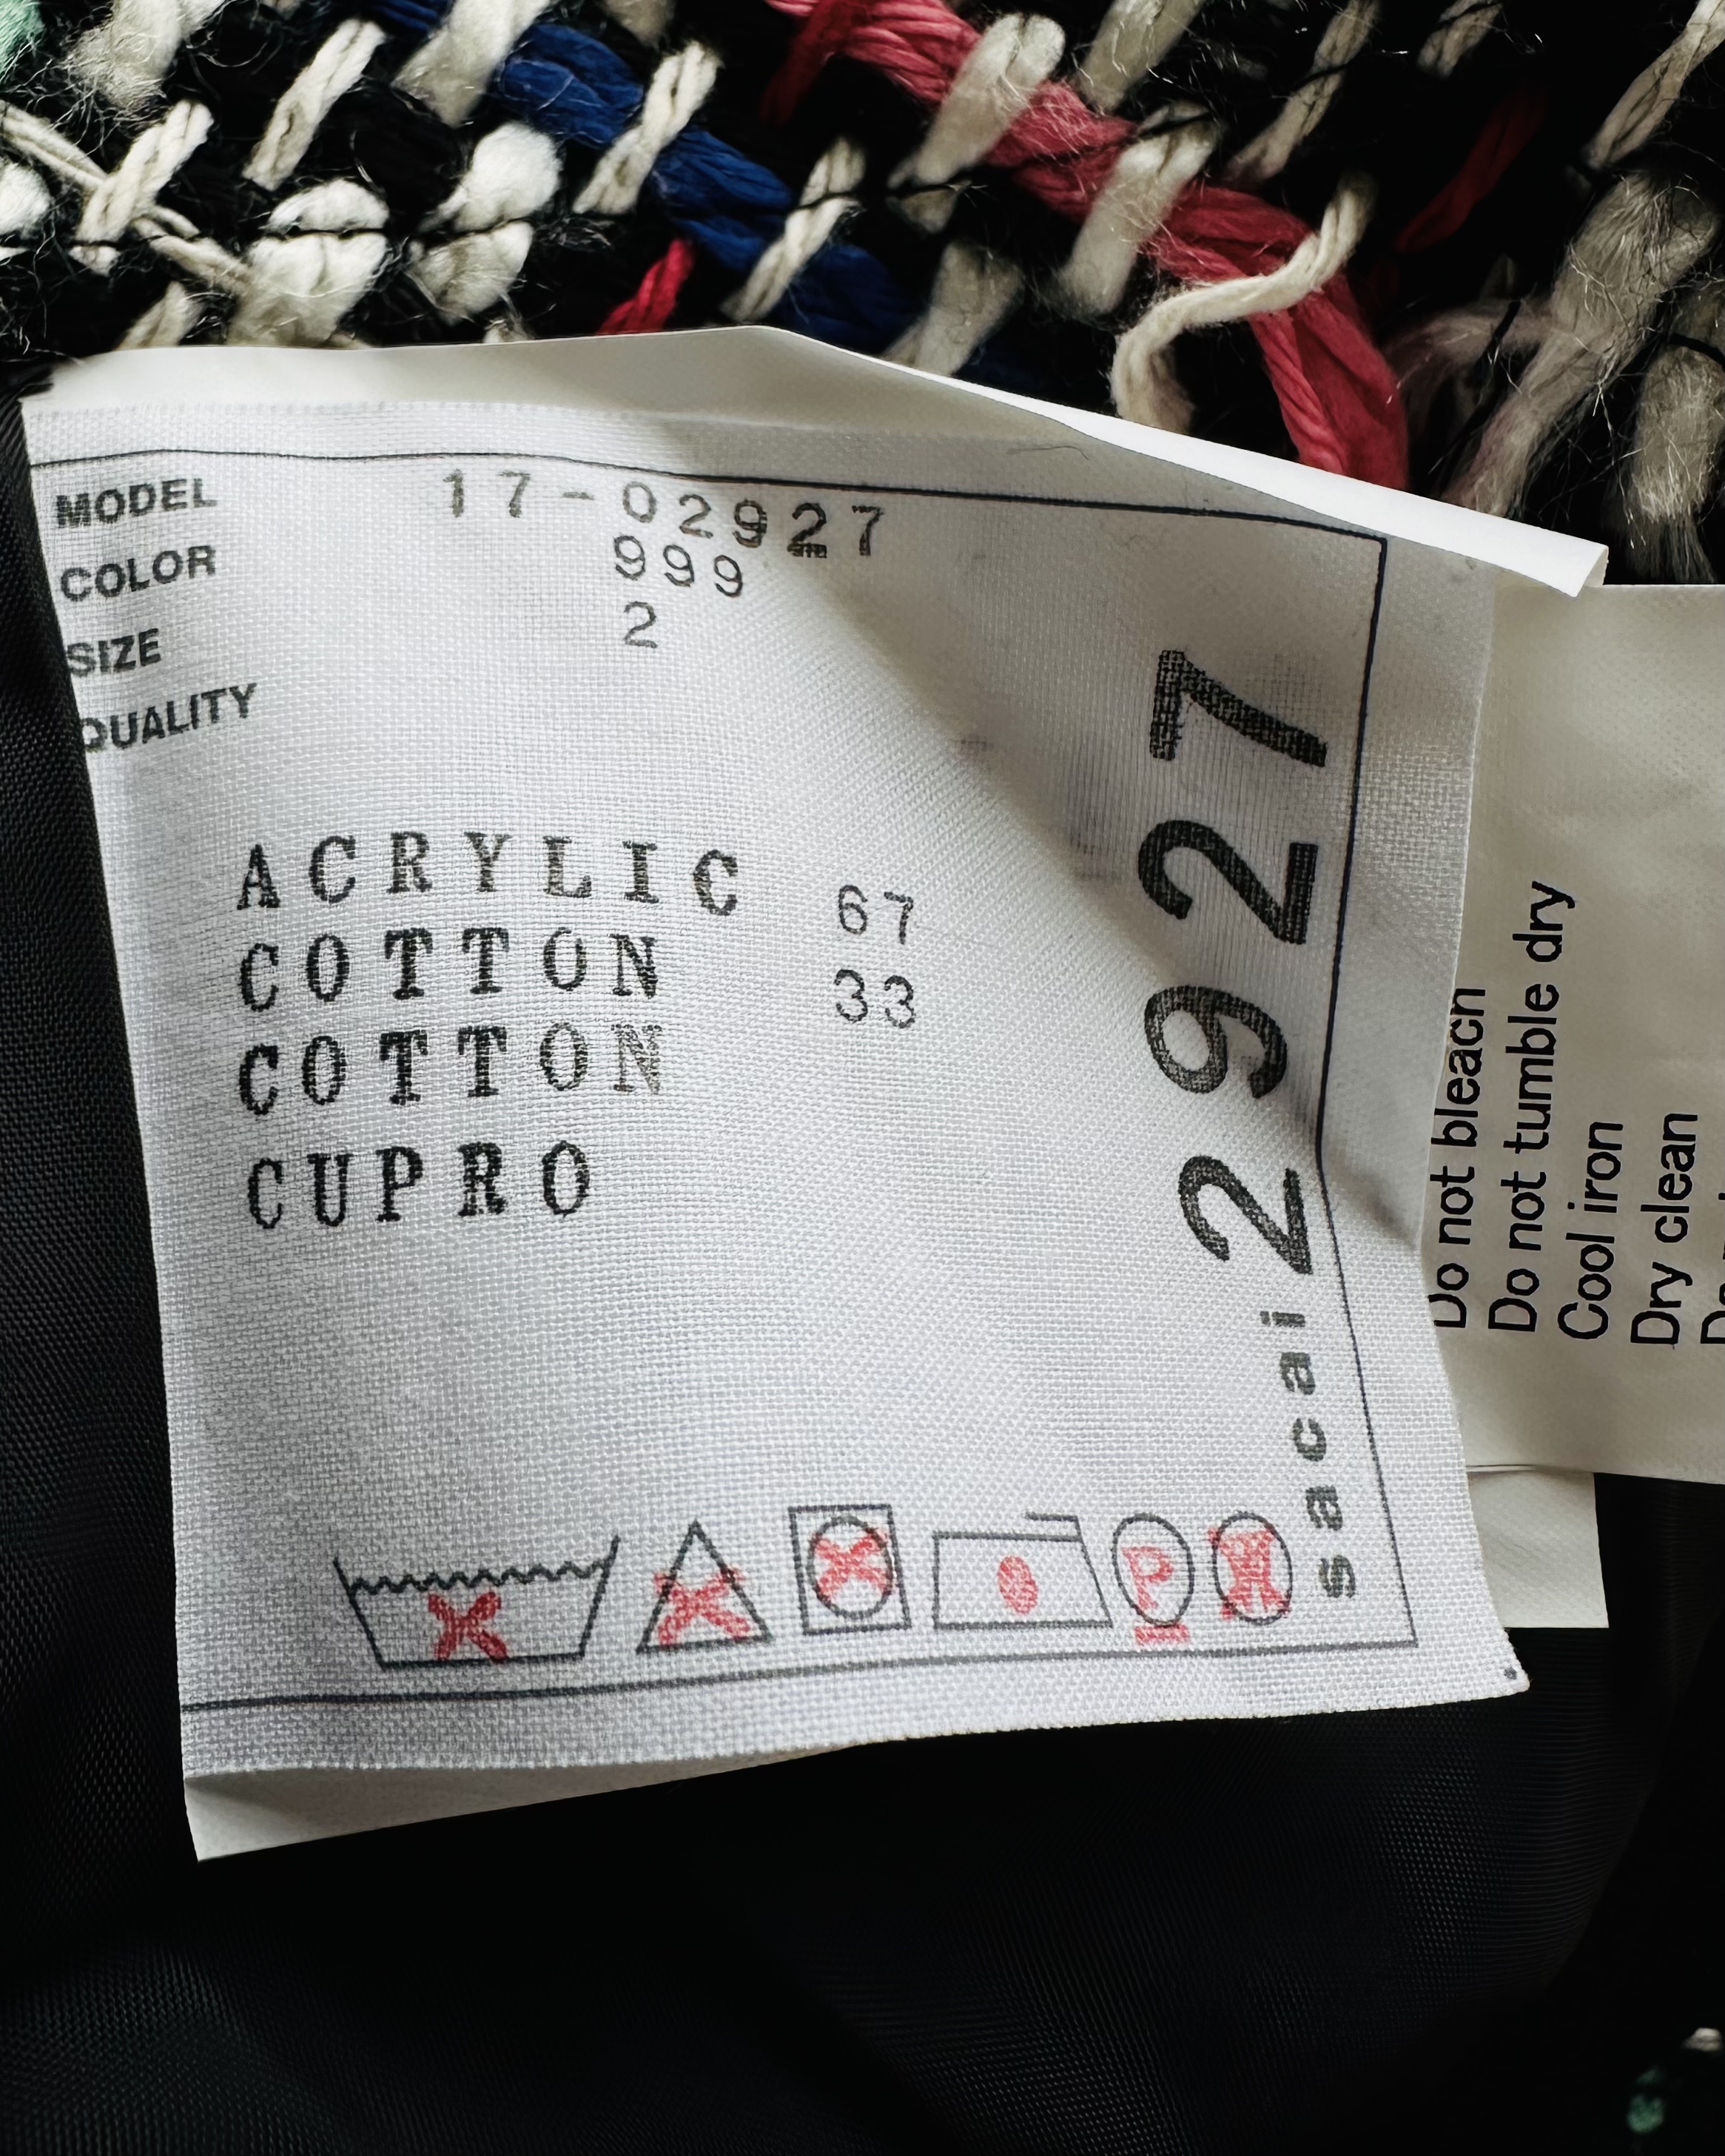 MODEL 17-02927
COLOR 999
SIZE 2
QUALITY
ACRYLIC 67
COTTON 33
COTTON
CUPRO
sacai 2927
P
Do not bleach
Do not tumble dry
Cool iron
Dry clean